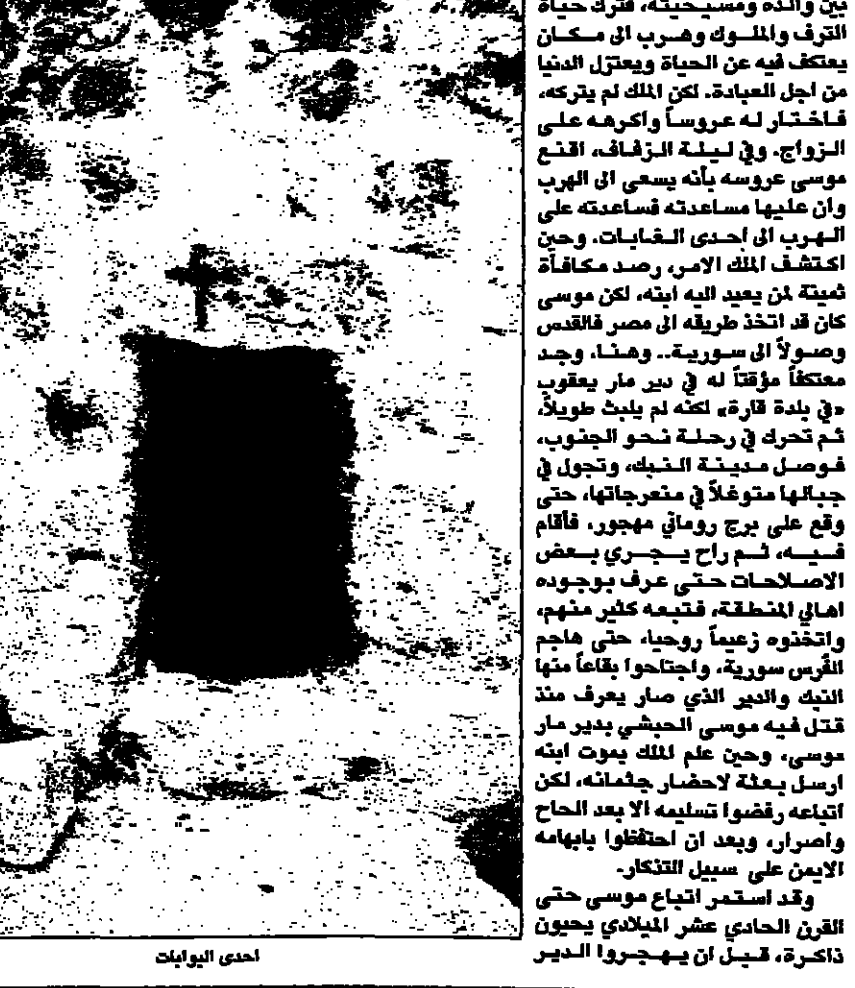 بين والده ومسيحيته، فترك حياة
الترف والملوك وهرب الى مكان
يعتكف فيه عن الحياة ويعتزل الدنيا
من اجل العبادة. لكن الملك لم يتركه،
فاختار له عروساً واكرهه على
الزواج. وفي ليلة الزفاف، اقنع
موسى عروسه بأنه يسعى الى الهرب
وان عليها مساعدته فساعدته على
الهرب الى احدى الغابات. وحين
اكتشف الملك الامر، رصد مكافأة
ثمينة لمن يعيد اليه ابنه، لكن موسى
كان قد اتخذ طريقه الى مصر فالقدس
وصولاً الى سورية.. وهنا، وجد
معتكفاً مؤقتاً له في دير مار يعقوب
«في بلدة قارة» لكنه لم يلبث طويلاً،
ثم تحرك في رحلة نحو الجنوب،
فوصل مدينة النبك، وتجول في
جبالها متوغلاً في منعرجاتها، حتى
وقع على برج روماني مهجور، فأقام
فيه، ثم راح يجري بعض
الاصلاحات حتى عرف بوجوده
اهالي المنطقة، فتبعه كثير منهم،
واتخذوه زعيماً روحيا، حتى هاجم
الفُرس سورية، واجتاحوا بقاعاً منها
النبك والدير الذي صار يعرف منذ
قتل فيه موسى الحبشي بدير مار
موسى، وحين علم الملك بموت ابنه
ارسل بعثة لاحضار جثمانه، لكن
اتباعه رفضوا تسليمه الا بعد الحاح
واصرار، وبعد ان احتفظوا بابهامه
الايمن على سبيل التذكار.
وقد استمر اتباع موسى حتى
القرن الحادي عشر الميلادي يحيون
ذاكرة، قبل ان يهجروا الدير
احدى البوابات